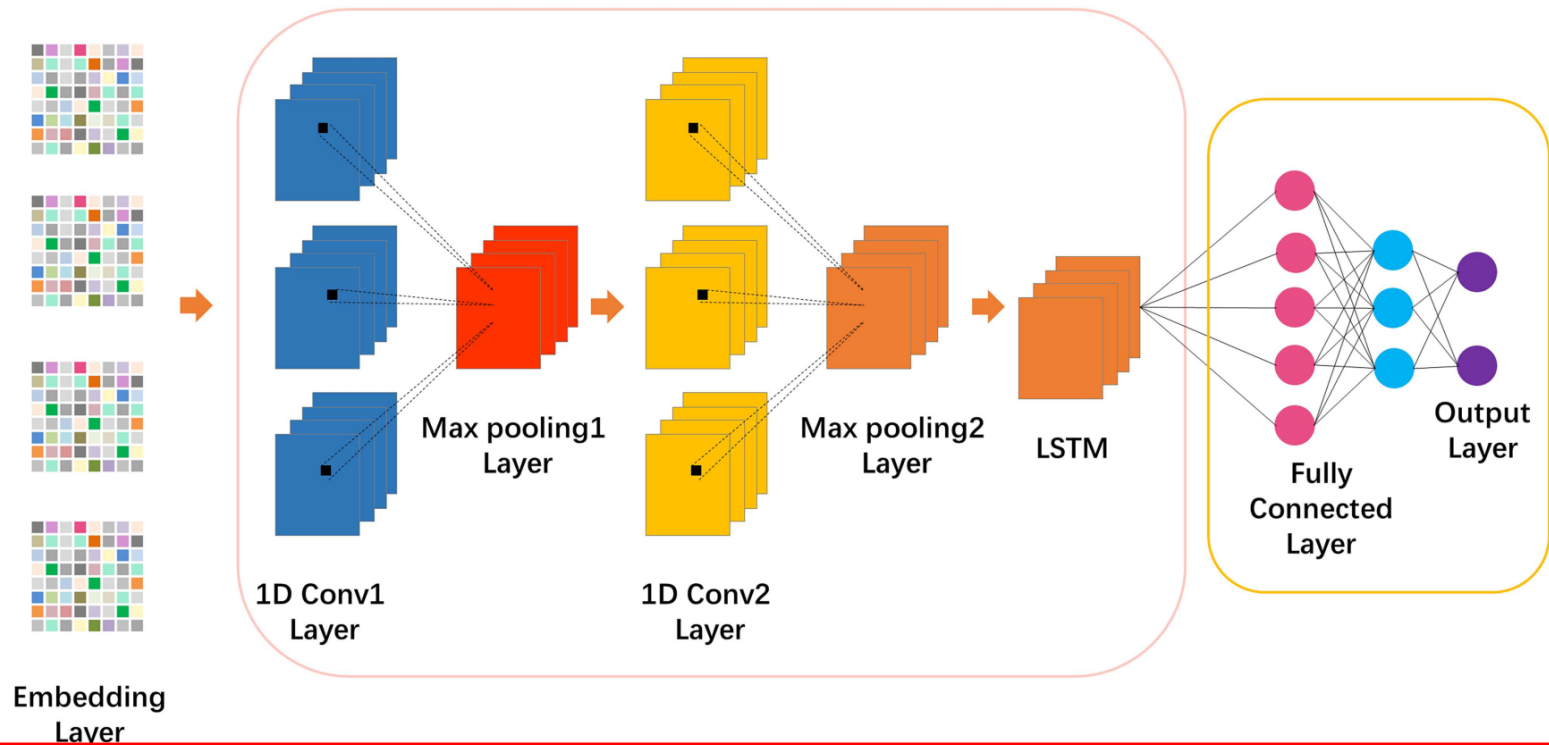 Embedding
Layer
1D Conv1
Layer
Max pooling1
Layer
1D Conv2
Layer
Max pooling2
Layer
LSTM
Fully
Connected
Layer
Output
Layer